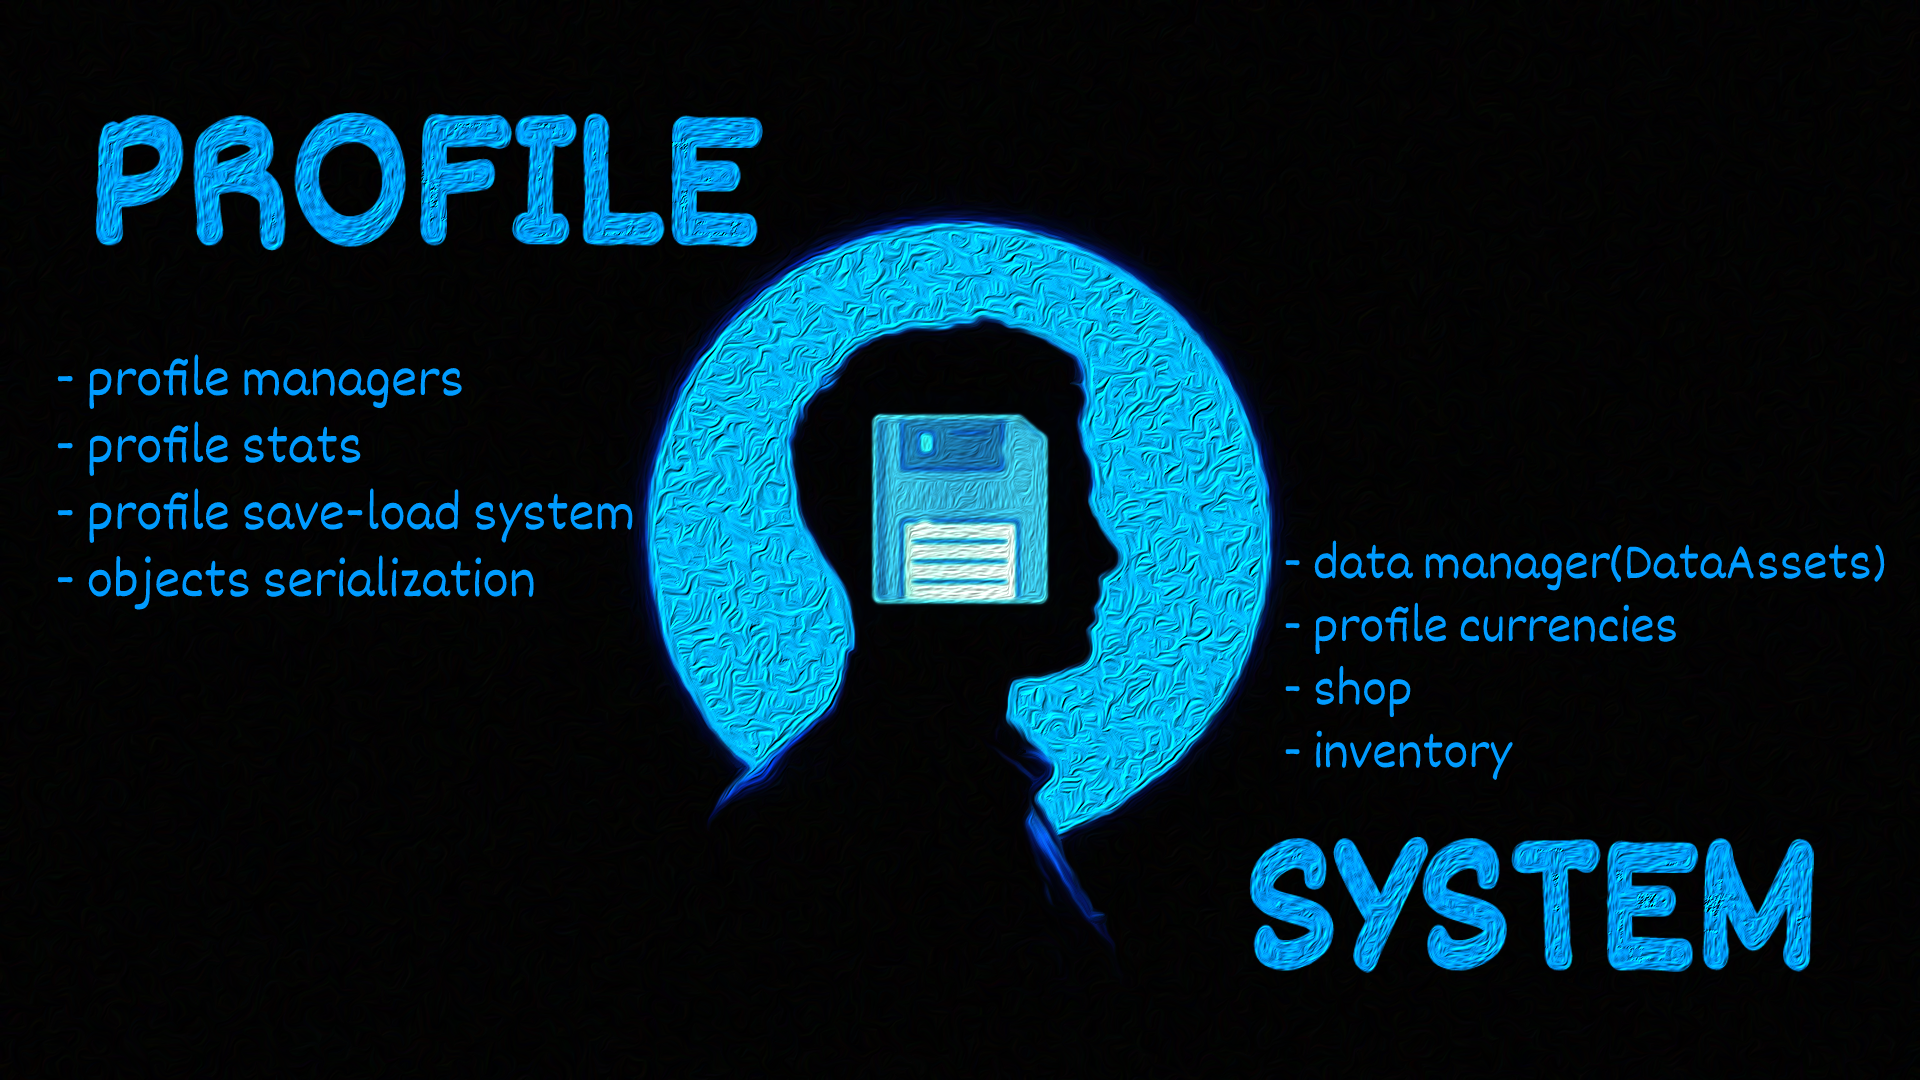 PROFILE
- profile managers
- profile stats
- profile save-load system
- objects serialization
- data manager(DataAssets)
- profile currencies
- shop
- inventory
SYSTEM